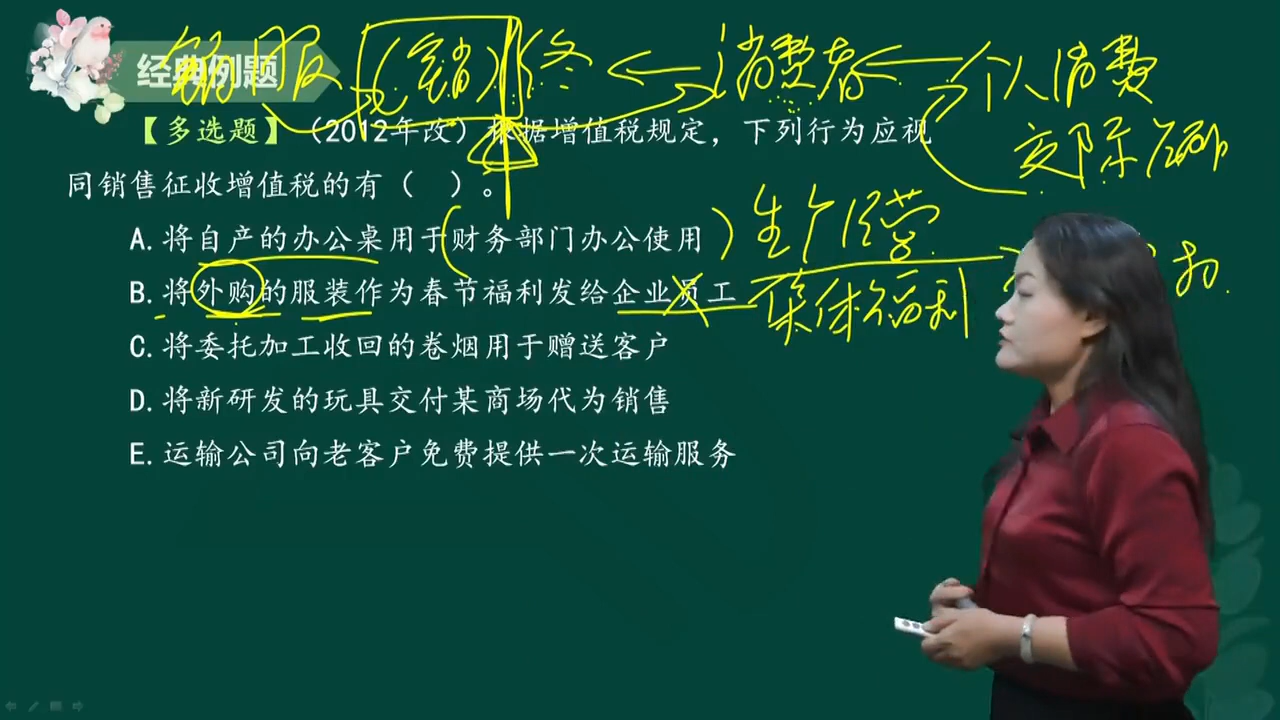 经典例题
服 (销) 终 ← 消费者 ← 个人消费
交际应酬
【多选题】（2012年改）根据增值税规定，下列行为应视
同销售征收增值税的有（ ）。
A.将自产的办公桌用于(财务部门办公使用) 生产经营
B.将外购的服装作为春节福利发给企业员工 集体福利
C.将委托加工收回的卷烟用于赠送客户
D.将新研发的玩具交付某商场代为销售
E.运输公司向老客户免费提供一次运输服务